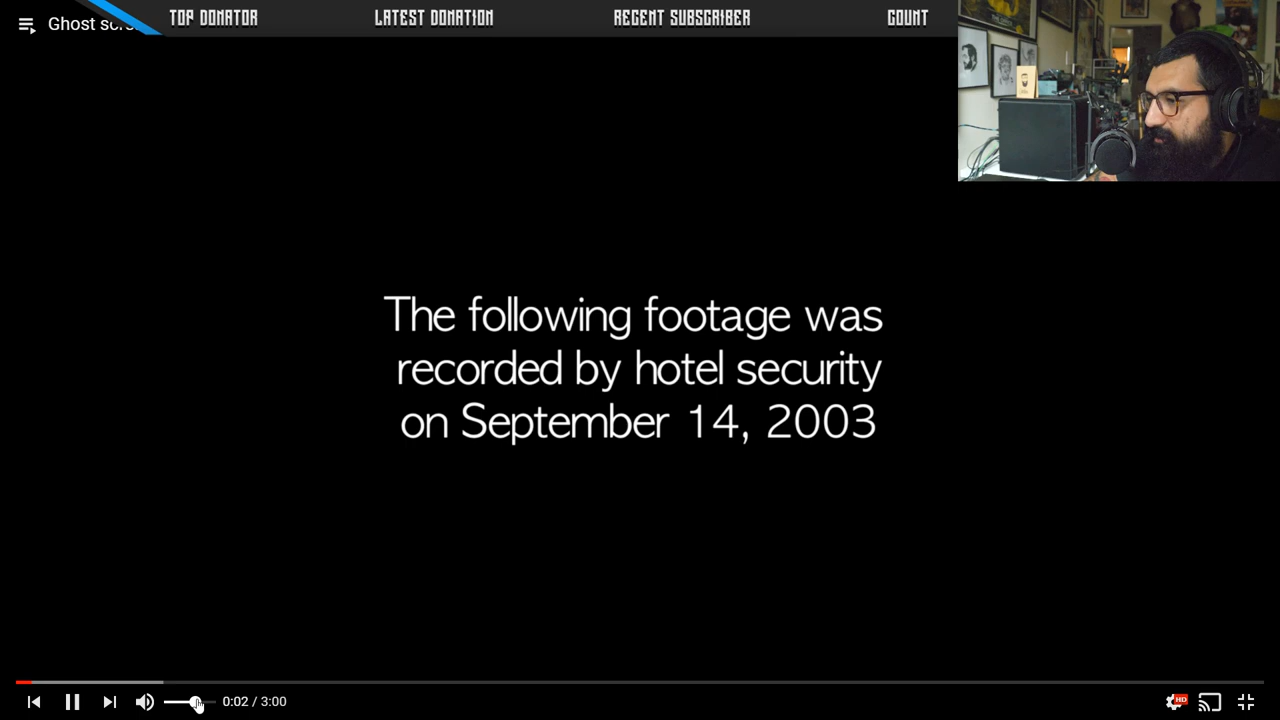 Ghost
TOP DONATOR
LATEST DONATION
RECENT SUBSCRIBER
COUNT
The following footage was
recorded by hotel security
on September 14, 2003
0:02 / 3:00
HD